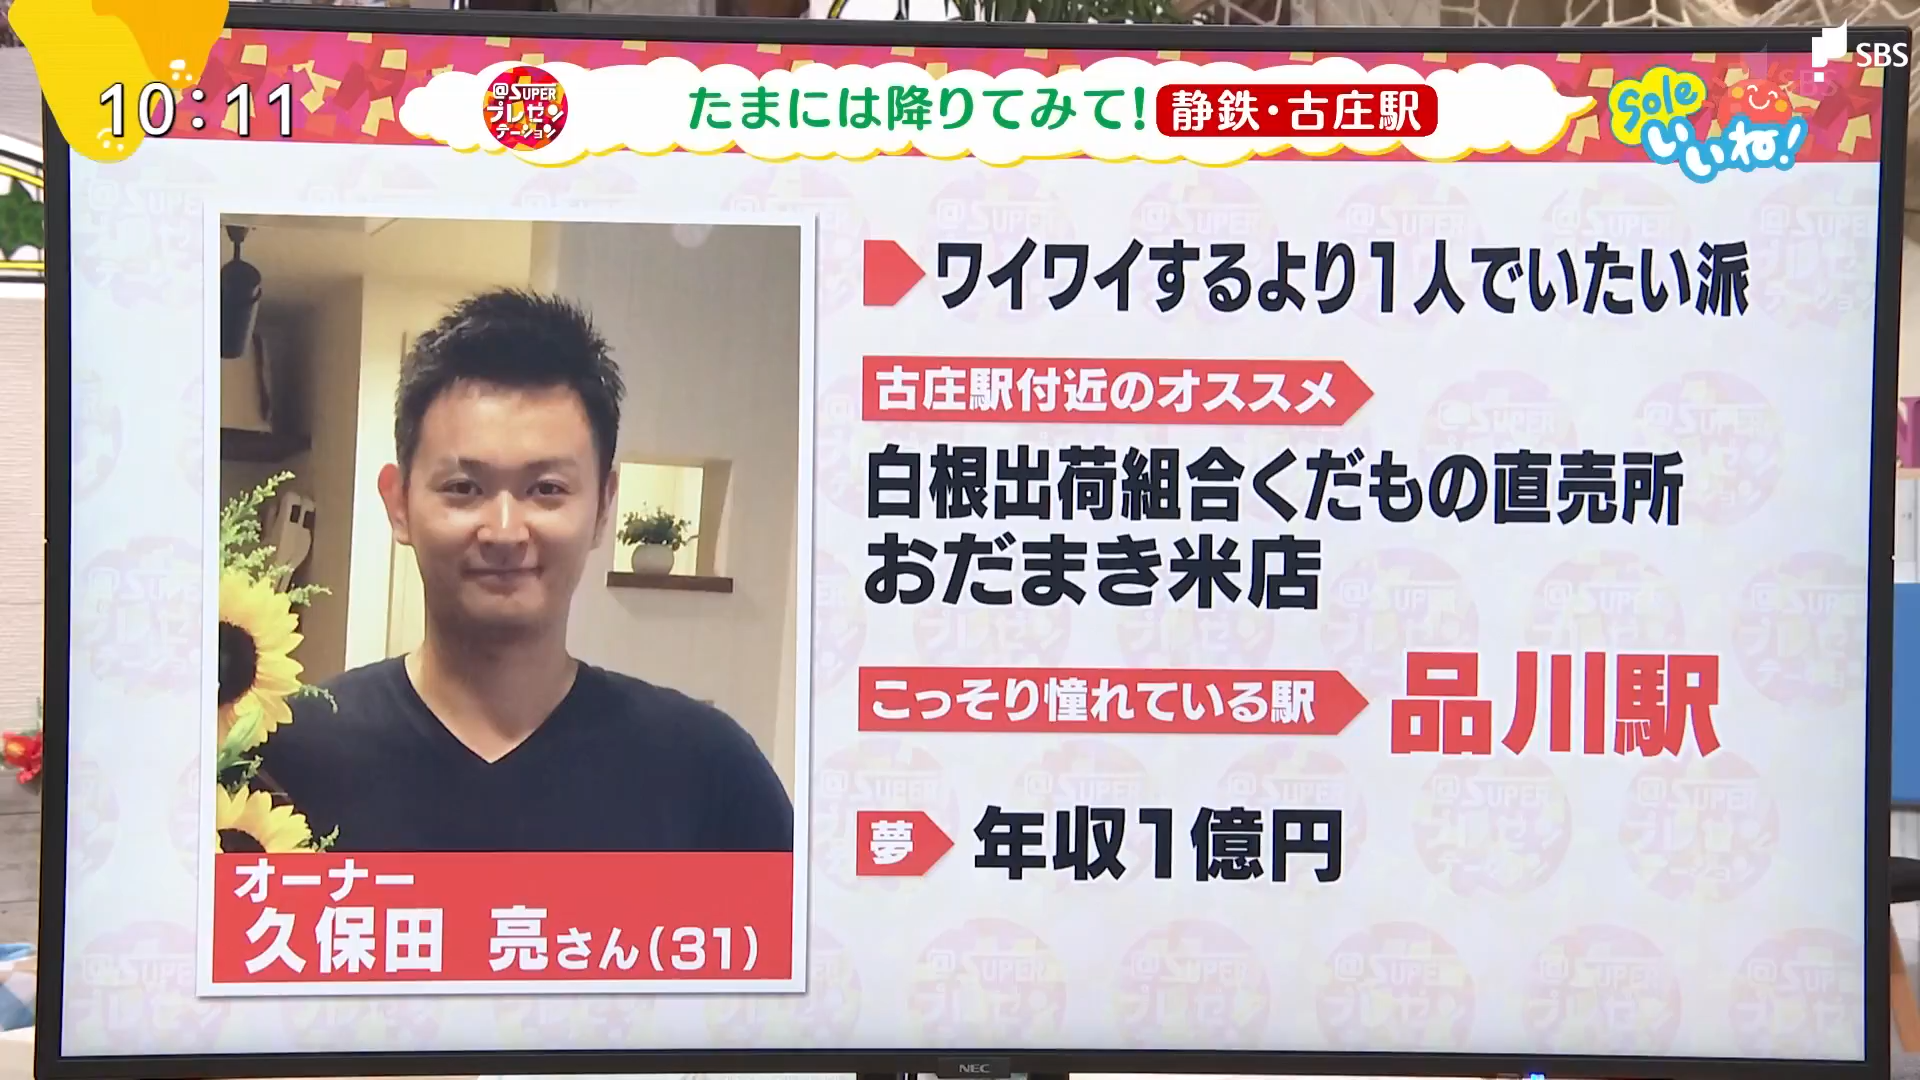 10:11
@SUPER
プレゼン
テーション
たまには降りてみて!
静鉄・古庄駅
Sole
いいね!
SBS
ワイワイするより1人でいたい派
古庄駅付近のオススメ
白根出荷組合くだもの直売所
おだまき米店
こっそり憧れている駅
品川駅
夢
年収1億円
オーナー
久保田 亮さん(31)
NEC